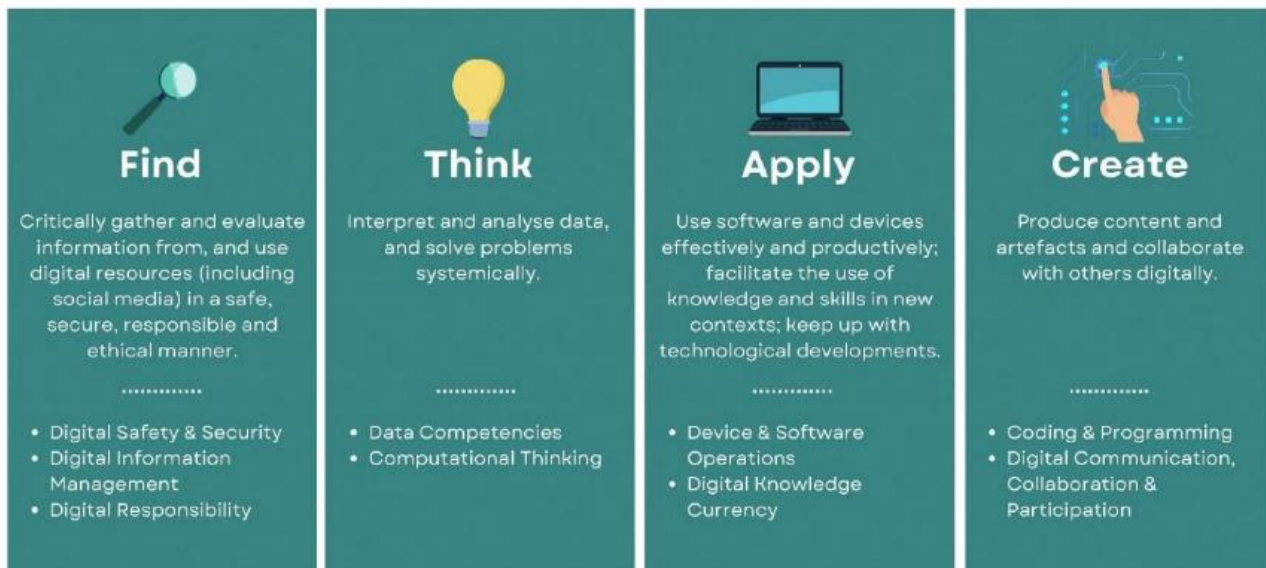 Find
Critically gather and evaluate
information from, and use
digital resources (including
social media) in a safe,
secure, responsible and
ethical manner.
• Digital Safety & Security
• Digital Information
Management
• Digital Responsibility
Think
Interpret and analyse data,
and solve problems
systemically.
• Data Competencies
• Computational Thinking
Apply
Use software and devices
effectively and productively;
facilitate the use of
knowledge and skills in new
contexts; keep up with
technological developments.
• Device & Software
Operations
• Digital Knowledge
Currency
Create
Produce content and
artefacts and collaborate
with others digitally.
• Coding & Programming
• Digital Communication,
Collaboration &
Participation